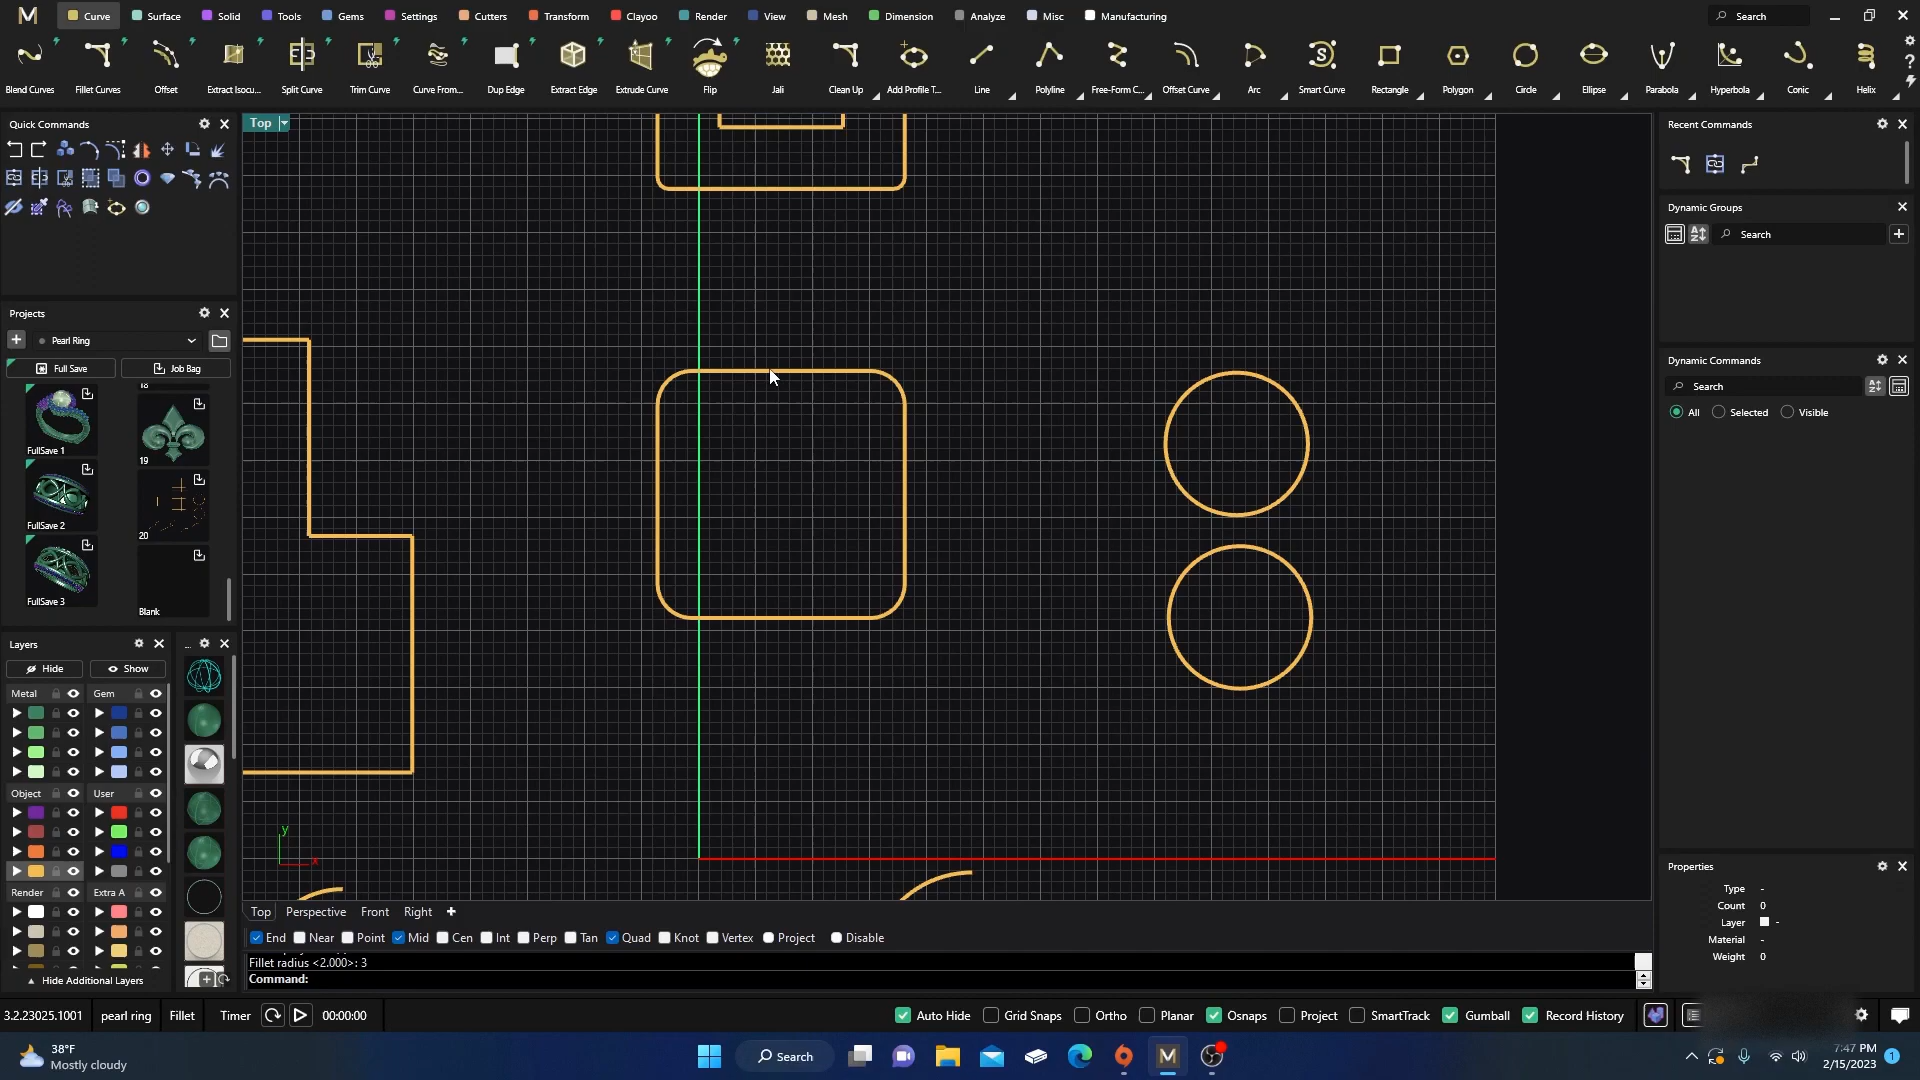 M
Curve
Surface
Solid
Tools
Gems
Settings
Cutters
Transform
Clayoo
Render
View
Mesh
Dimension
Analyze
Misc
Manufacturing
Search
Blend Curves
Fillet Curves
Offset
Extract Isocu...
Split Curve
Trim Curve
Curve From...
Dup Edge
Extract Edge
Extrude Curve
Flip
Jali
Clean Up
Add Profile T...
Line
Polyline
Free-Form C...
Offset Curve
Arc
Smart Curve
Rectangle
Polygon
Circle
Ellipse
Parabola
Hyperbola
Conic
Helix
Quick Commands
Top
Recent Commands
Dynamic Groups
Search
Projects
Pearl Ring
Full Save
Job Bag
18
FullSave 1
19
FullSave 2
20
FullSave 3
Blank
Dynamic Commands
Search
All
Selected
Visible
Layers
...
Hide
Show
Metal
Gem
Object
User
Render
Extra A
Hide Additional Layers
y
x
Top
Perspective
Front
Right
End
Near
Point
Mid
Cen
Int
Perp
Tan
Quad
Knot
Vertex
Project
Disable
Fillet radius <2.000>: 3
Command:
Properties
Type -
Count 0
Layer -
Material -
Weight 0
3.2.23025.1001
pearl ring
Fillet
Timer
00:00:00
Auto Hide
Grid Snaps
Ortho
Planar
Osnaps
Project
SmartTrack
Gumball
Record History
38°F
Mostly cloudy
Search
M
7:47 PM
2/15/2023
1